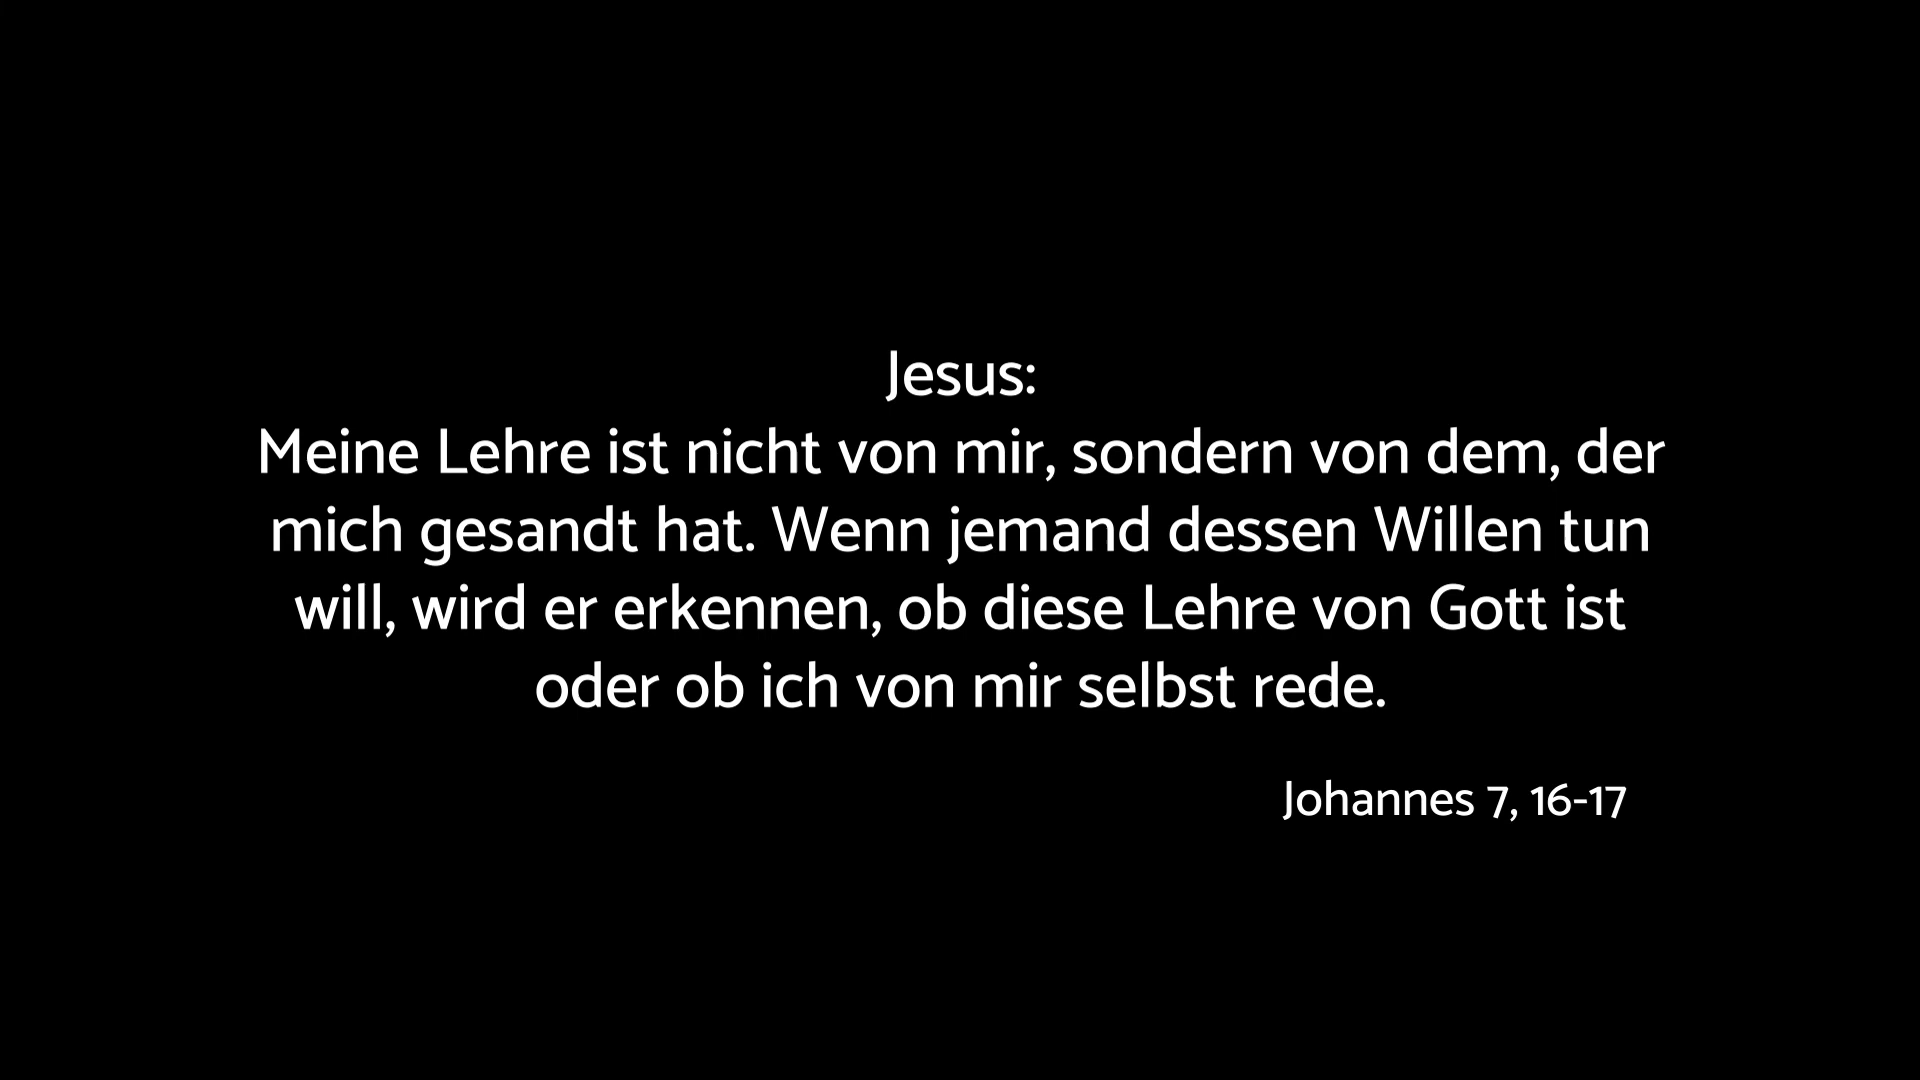 Jesus:
Meine Lehre ist nicht von mir, sondern von dem, der
mich gesandt hat. Wenn jemand dessen Willen tun
will, wird er erkennen, ob diese Lehre von Gott ist
oder ob ich von mir selbst rede.
Johannes 7, 16-17